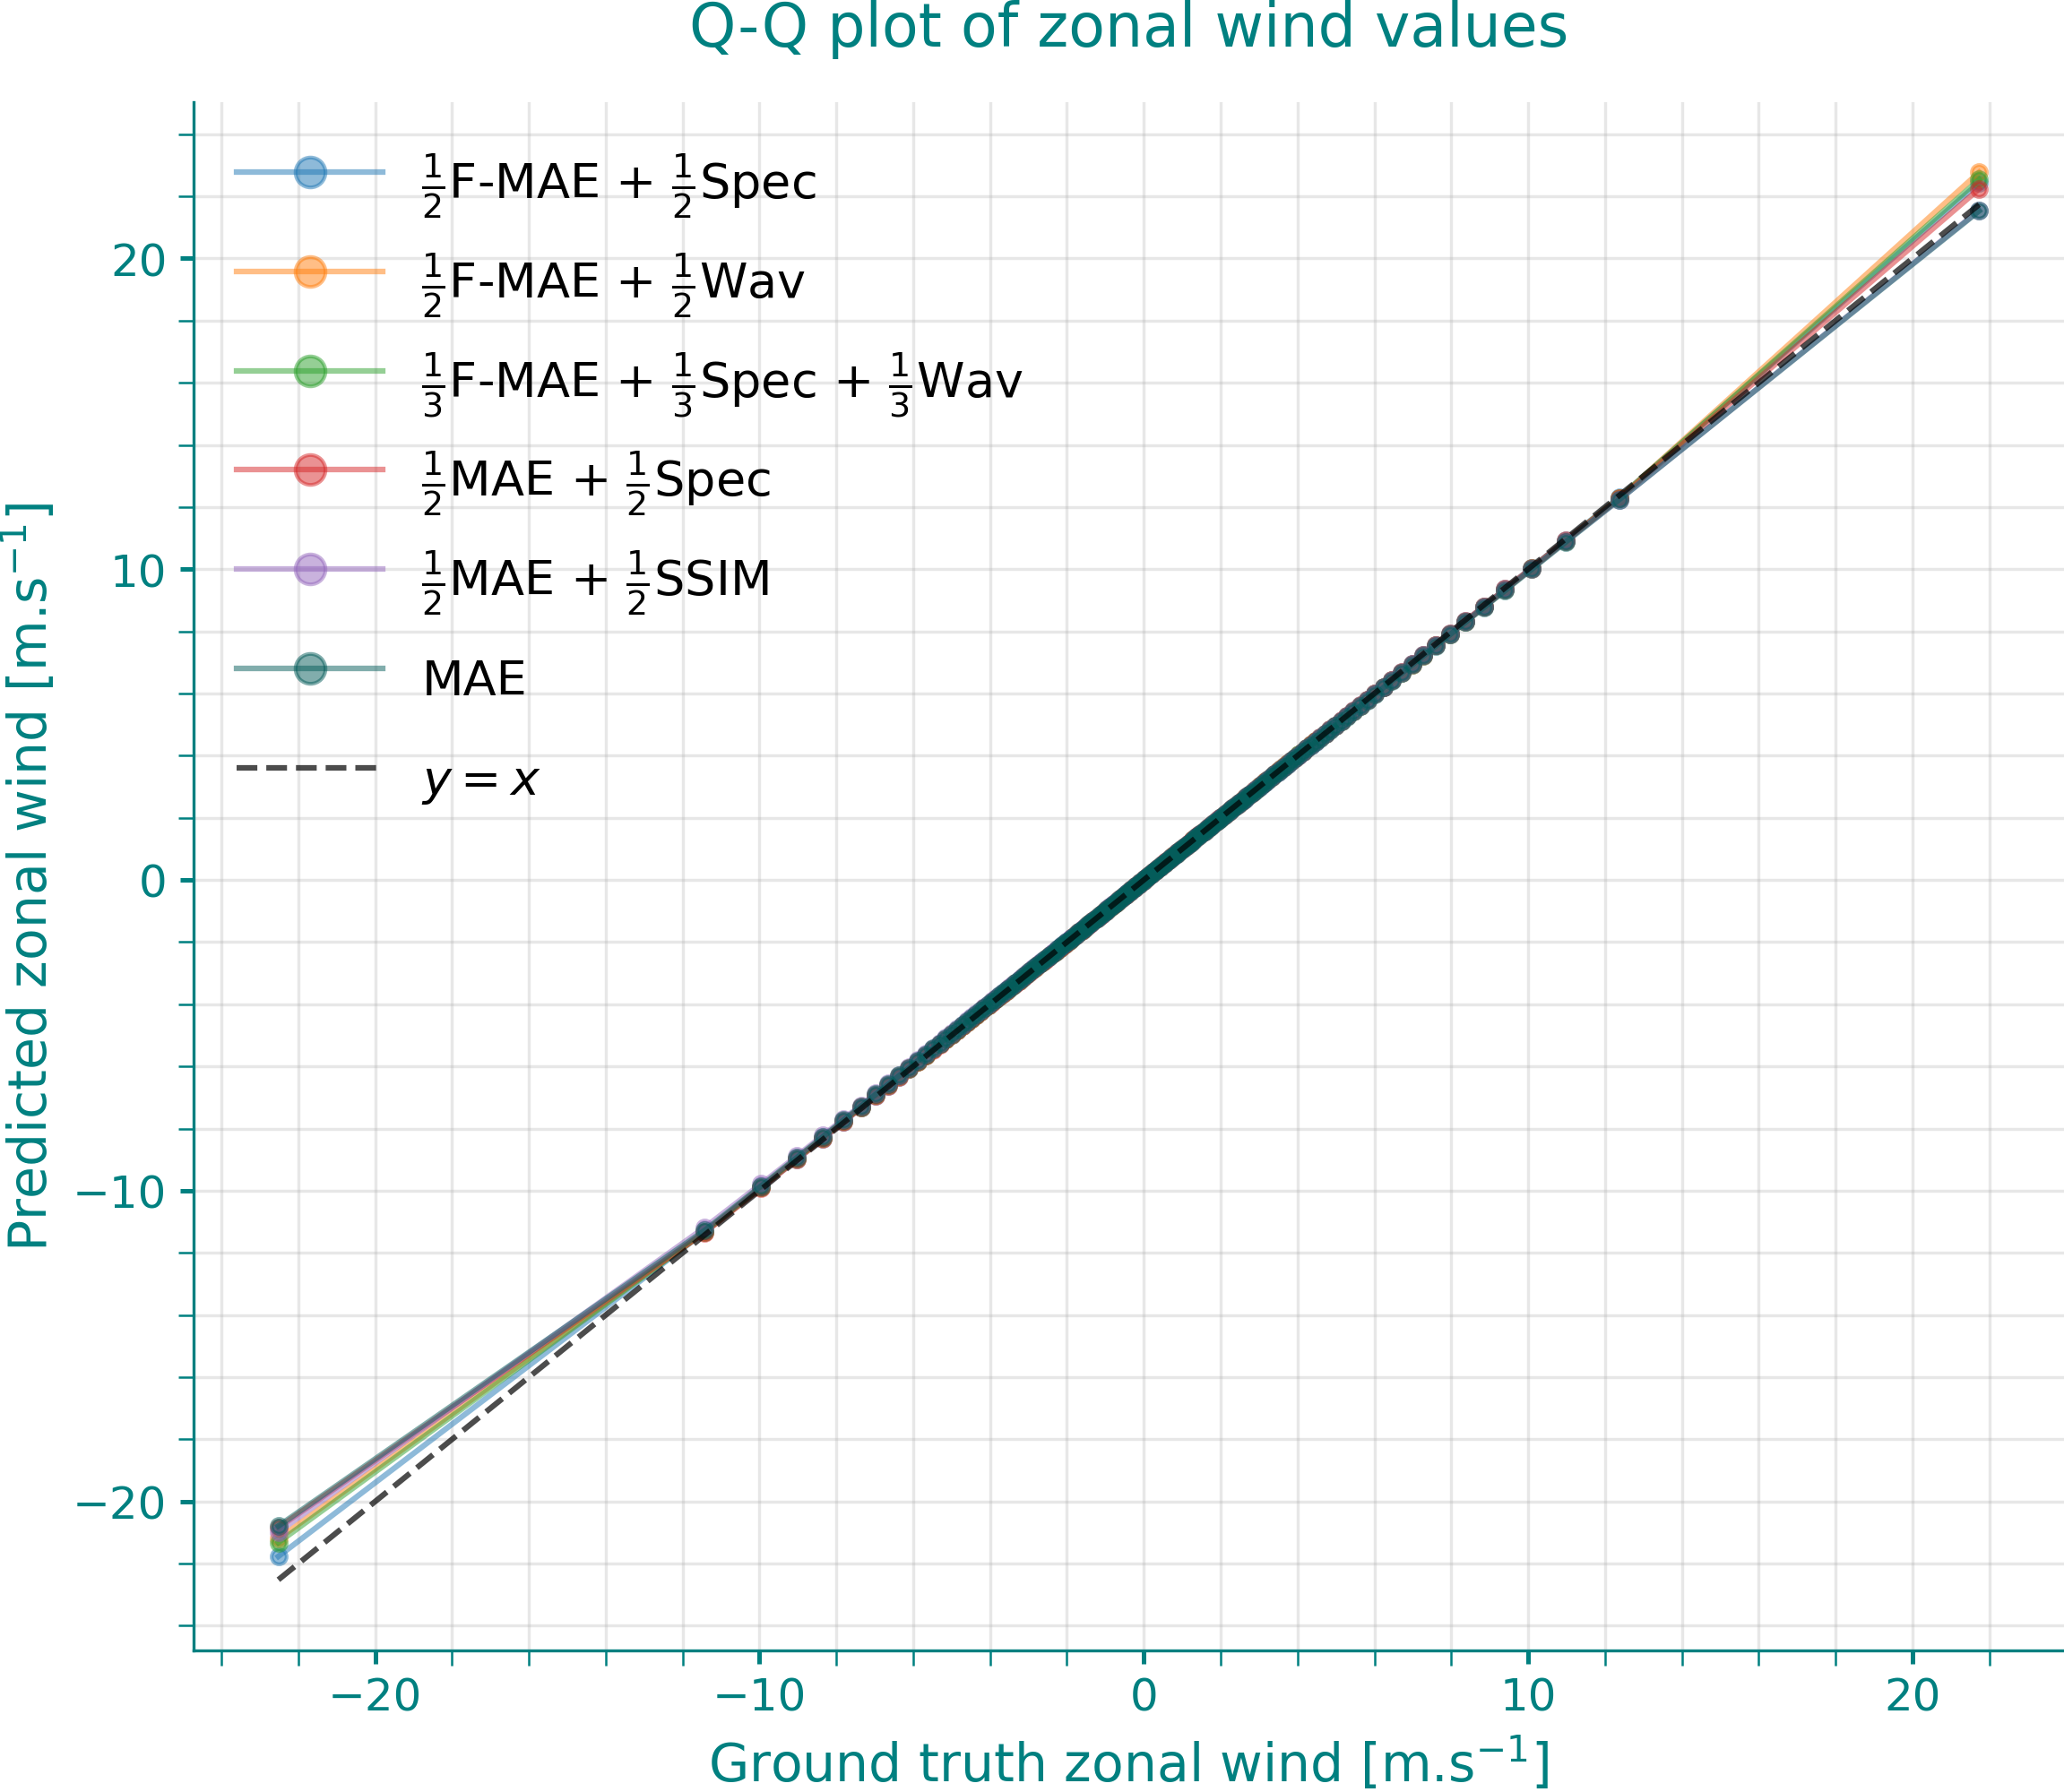 Q-Q plot of zonal wind values
½F-MAE + ½Spec
½F-MAE + ½Wav
⅓F-MAE + ⅓Spec + ⅓Wav
½MAE + ½Spec
½MAE + ½SSIM
MAE
y = x
Predicted zonal wind [m.s⁻¹]
20
10
0
−10
−20
−20 −10 0 10 20
Ground truth zonal wind [m.s⁻¹]